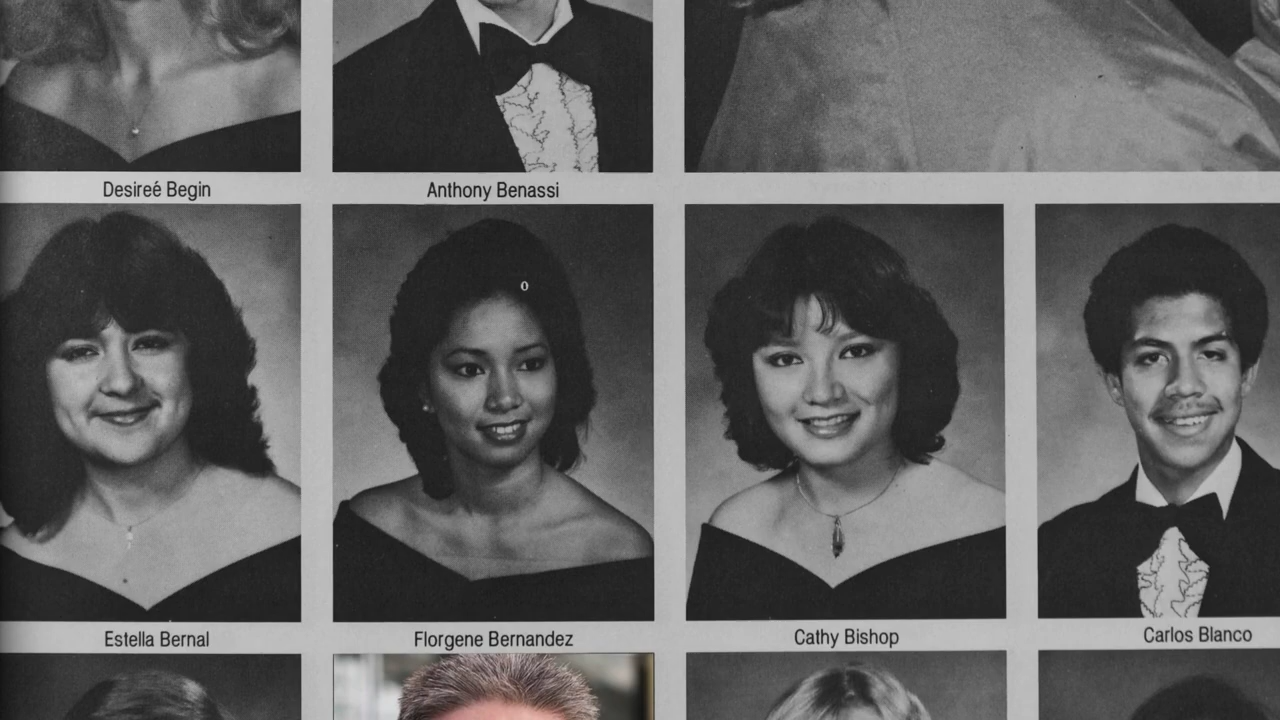 Desireé Begin
Anthony Benassi
Estella Bernal
Florgene Bernandez
Cathy Bishop
Carlos Blanco